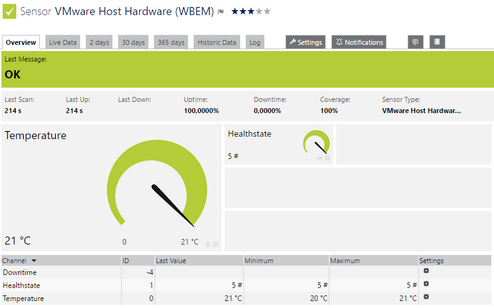 Sensor VMware Host Hardware (WBEM)
Overview Live Data 2 days 30 days 365 days Historic Data Log Settings Notifications
Last Message:
OK
Last Scan: Last Up: Last Down: Uptime: Downtime: Coverage: Sensor Type:
214 s 214 s 100,0000% 0,0000% 100% VMware Host Hardwar...
Temperature
Healthstate
5 #
21 °C
0 21 °C
Channel ID Last Value Minimum Maximum Settings
Downtime -4
Healthstate 1 5 # 5 # 5 #
Temperature 0 21 °C 20 °C 21 °C